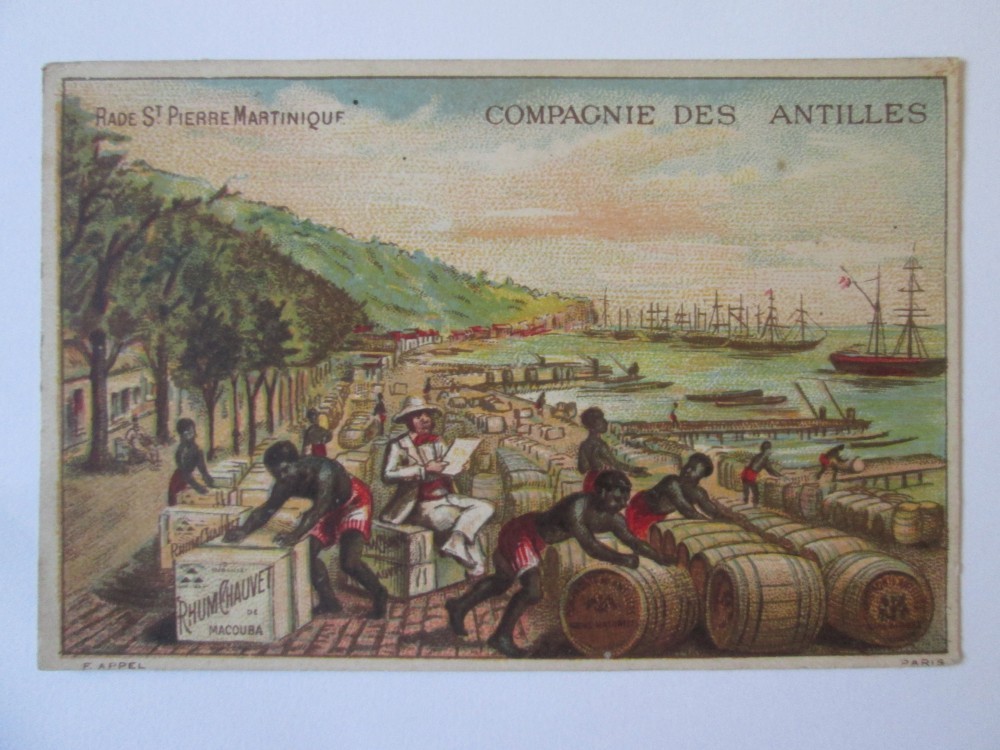 RADE ST PIERRE MARTINIQUE
COMPAGNIE DES ANTILLES
RHUM CHAUVET
DE
MACOUBA
F. APPEL
PARIS